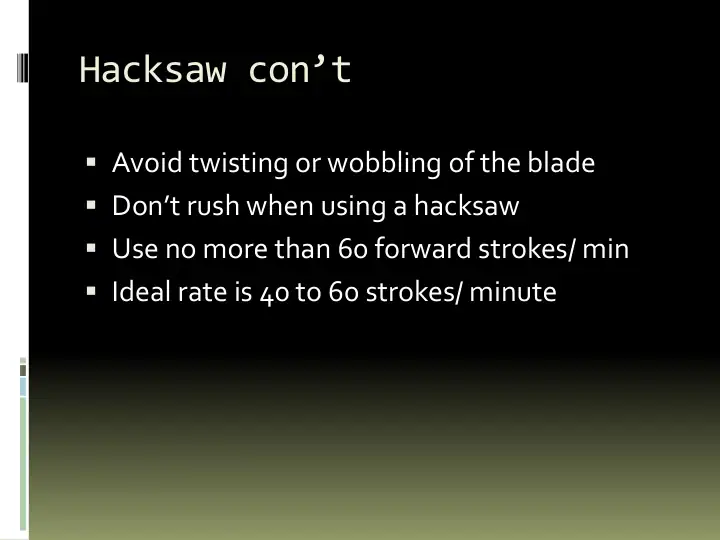 Hacksaw con’t
▪ Avoid twisting or wobbling of the blade
▪ Don’t rush when using a hacksaw
▪ Use no more than 60 forward strokes/ min
▪ Ideal rate is 40 to 60 strokes/ minute